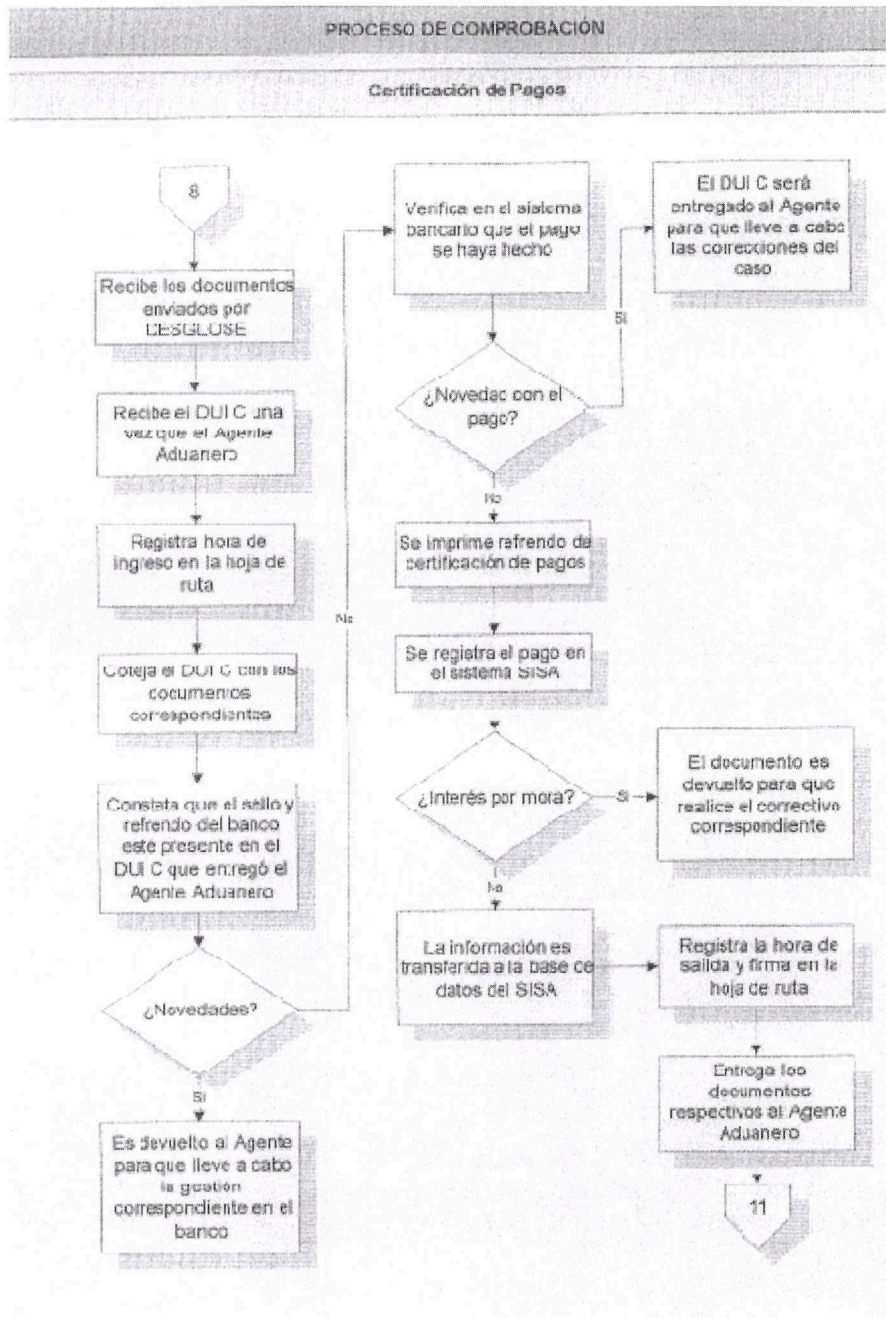 PROCESO DE COMPROBACIÓN
Certificación de Pagos
8
Recibe los documentos
enviados por
DESGLOSE
Recibe el DUI C una
vez que el Agente
Aduanero
Registra hora de
ingreso en la hoja de
ruta
Coteja el DUI C con los
documentos
correspondientes
Constata que el sello y
refrendo del banco
esté presente en el
DUI C que entregó el
Agente Aduanero
¿Novedades?
No
Si
Es devuelto al Agente
para que lleve a cabo
la gestión
correspondiente en el
banco
Verifica en el sistema
bancario que el pago
se haya hecho
¿Novedad con el
pago?
Si
El DUI C será
entregado al Agente
para que lleve a cabo
las correcciones del
caso
No
Se imprime refrendo de
certificación de pagos
Se registra el pago en
el sistema SISA
¿Interés por mora?
Si
El documento es
devuelto para que
realice el correctivo
correspondiente
No
La información es
transferida a la base de
datos del SISA
Registra la hora de
salida y firma en la
hoja de ruta
Entrega los
documentos
respectivos al Agente
Aduanero
11